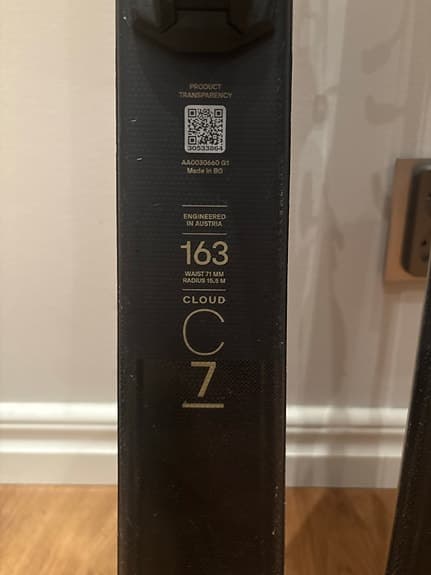 PRODUCT
TRANSPARENCY
30533864
AA0030660 G1
Made in BG
ENGINEERED
IN AUSTRIA
163
WAIST 71 MM
RADIUS 15,5 M
CLOUD
C
7